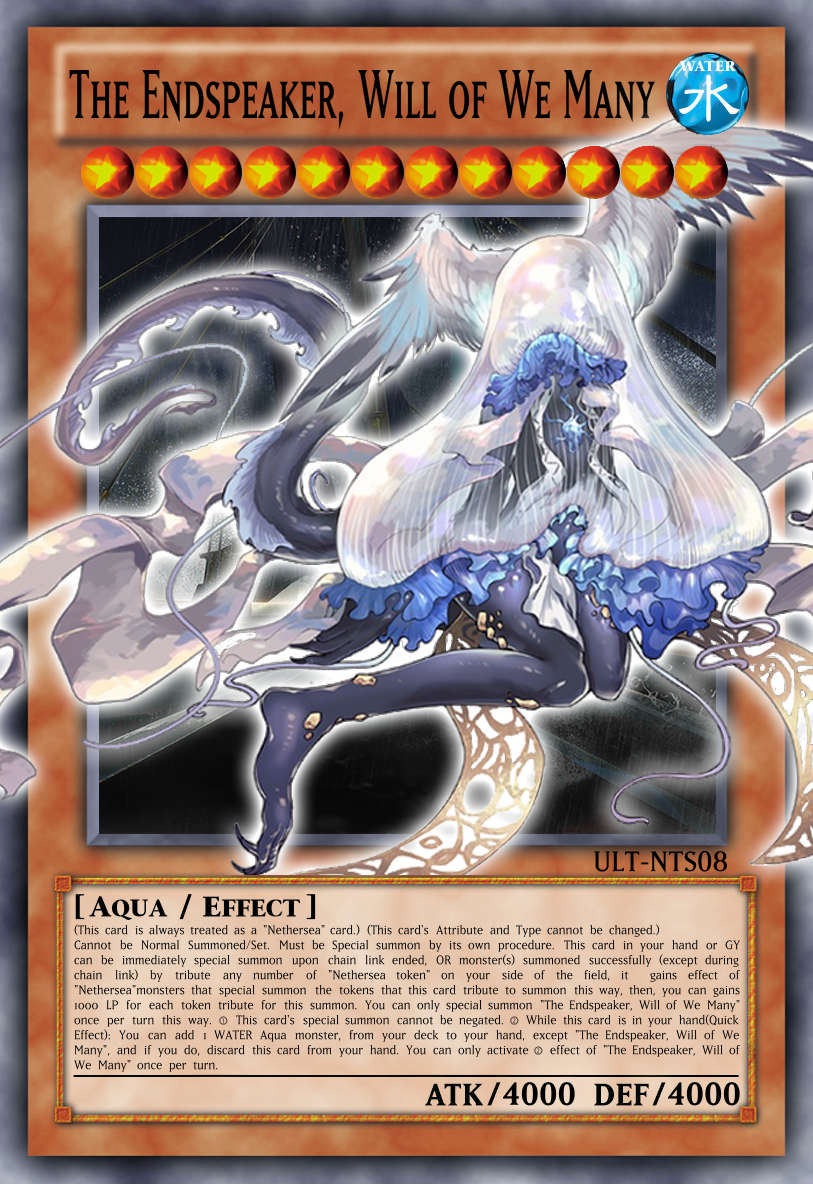 The Endspeaker, Will of We Many
WATER
水
ULT-NTS08
[ Aqua / Effect ]
(This card is always treated as a "Nethersea" card.) (This card's Attribute and Type cannot be changed.)
Cannot be Normal Summoned/Set. Must be Special summon by its own procedure. This card in your hand or GY
can be immediately special summon upon chain link ended, OR monster(s) summoned successfully (except during
chain link) by tribute any number of "Nethersea token" on your side of the field, it gains effect of
"Nethersea"monsters that special summon the tokens that this card tribute to summon this way, then, you can gains
1000 LP for each token tribute for this summon. You can only special summon "The Endspeaker, Will of We Many"
once per turn this way. ① This card's special summon cannot be negated. ② While this card is in your hand(Quick
Effect): You can add 1 WATER Aqua monster, from your deck to your hand, except "The Endspeaker, Will of We
Many", and if you do, discard this card from your hand. You can only activate ② effect of "The Endspeaker, Will of
We Many" once per turn.
ATK/4000 DEF/4000